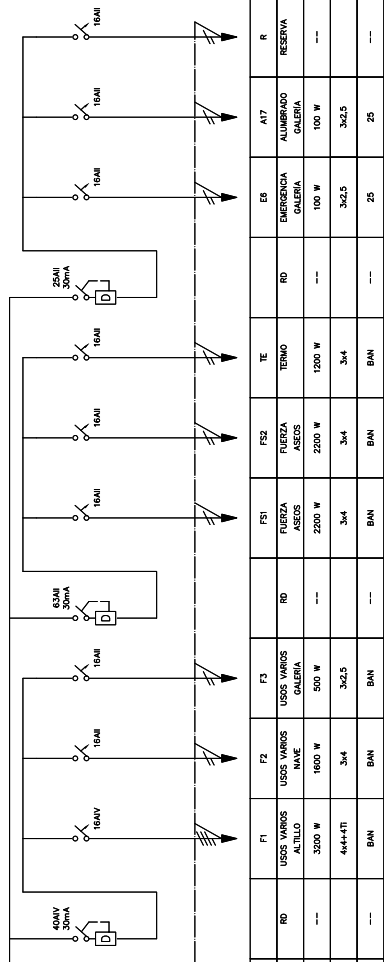 16AII
16AII
16AII
25AII
30mA
D
16AII
16AII
16AII
63AII
30mA
D
16AII
16AII
16AIV
40AIV
30mA
D
R
RESERVA
--
A17
ALUMBRADO
GALERÍA
100 W
3x2,5
25
E6
EMERGENCIA
GALERÍA
100 W
3x2,5
25
RD
--
--
TE
TERMO
1200 W
3x4
BAN
FS2
FUERZA
ASEOS
2200 W
3x4
BAN
FS1
FUERZA
ASEOS
2200 W
3x4
BAN
RD
--
--
F3
USOS VARIOS
GALERÍA
500 W
3x2,5
BAN
F2
USOS VARIOS
NAVE
1600 W
3x4
BAN
F1
USOS VARIOS
ALTILLO
3200 W
4x4+4Tl
BAN
RD
--
--